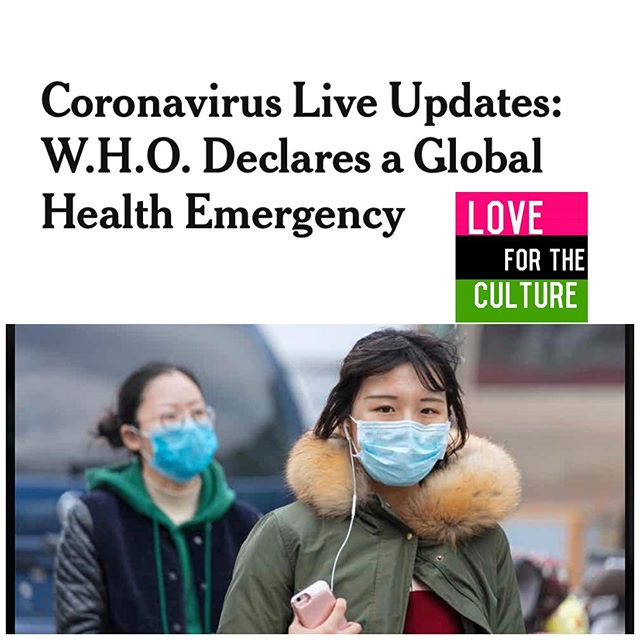 Coronavirus Live Updates:
W.H.O. Declares a Global
Health Emergency
LOVE
FOR THE
CULTURE